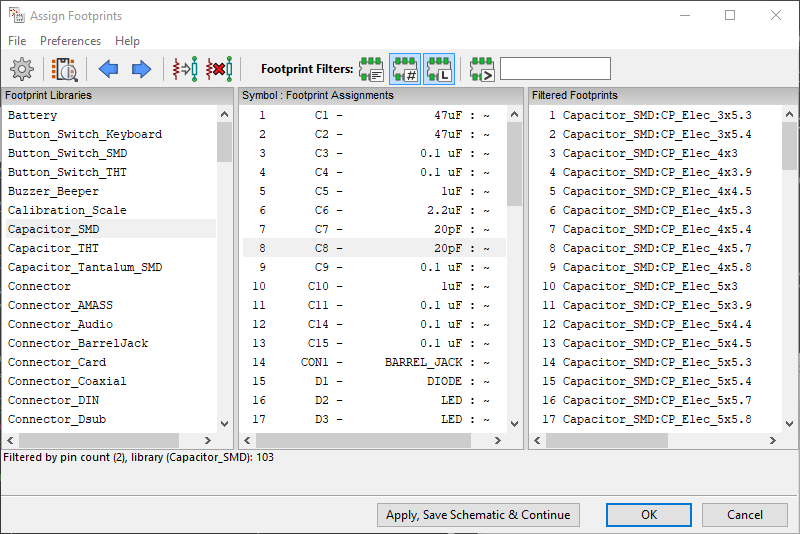 Assign Footprints
File Preferences Help
Footprint Filters: # L >
Footprint Libraries
Battery
Button_Switch_Keyboard
Button_Switch_SMD
Button_Switch_THT
Buzzer_Beeper
Calibration_Scale
Capacitor_SMD
Capacitor_THT
Capacitor_Tantalum_SMD
Connector
Connector_AMASS
Connector_Audio
Connector_BarrelJack
Connector_Card
Connector_Coaxial
Connector_DIN
Connector_Dsub
Symbol : Footprint Assignments
1 C1 - 47uF : ~
2 C2 - 47uF : ~
3 C3 - 0.1 uF : ~
4 C4 - 0.1 uF : ~
5 C5 - 1uF : ~
6 C6 - 2.2uF : ~
7 C7 - 20pF : ~
8 C8 - 20pF : ~
9 C9 - 0.1 uF : ~
10 C10 - 1uF : ~
11 C11 - 0.1 uF : ~
12 C14 - 0.1 uF : ~
13 C15 - 0.1 uF : ~
14 CON1 - BARREL_JACK : ~
15 D1 - DIODE : ~
16 D2 - LED : ~
17 D3 - LED : ~
Filtered Footprints
1 Capacitor_SMD:CP_Elec_3x5.3
2 Capacitor_SMD:CP_Elec_3x5.4
3 Capacitor_SMD:CP_Elec_4x3
4 Capacitor_SMD:CP_Elec_4x3.9
5 Capacitor_SMD:CP_Elec_4x4.5
6 Capacitor_SMD:CP_Elec_4x5.3
7 Capacitor_SMD:CP_Elec_4x5.4
8 Capacitor_SMD:CP_Elec_4x5.7
9 Capacitor_SMD:CP_Elec_4x5.8
10 Capacitor_SMD:CP_Elec_5x3
11 Capacitor_SMD:CP_Elec_5x3.9
12 Capacitor_SMD:CP_Elec_5x4.4
13 Capacitor_SMD:CP_Elec_5x4.5
14 Capacitor_SMD:CP_Elec_5x5.3
15 Capacitor_SMD:CP_Elec_5x5.4
16 Capacitor_SMD:CP_Elec_5x5.7
17 Capacitor_SMD:CP_Elec_5x5.8
Filtered by pin count (2), library (Capacitor_SMD): 103
Apply, Save Schematic & Continue OK Cancel